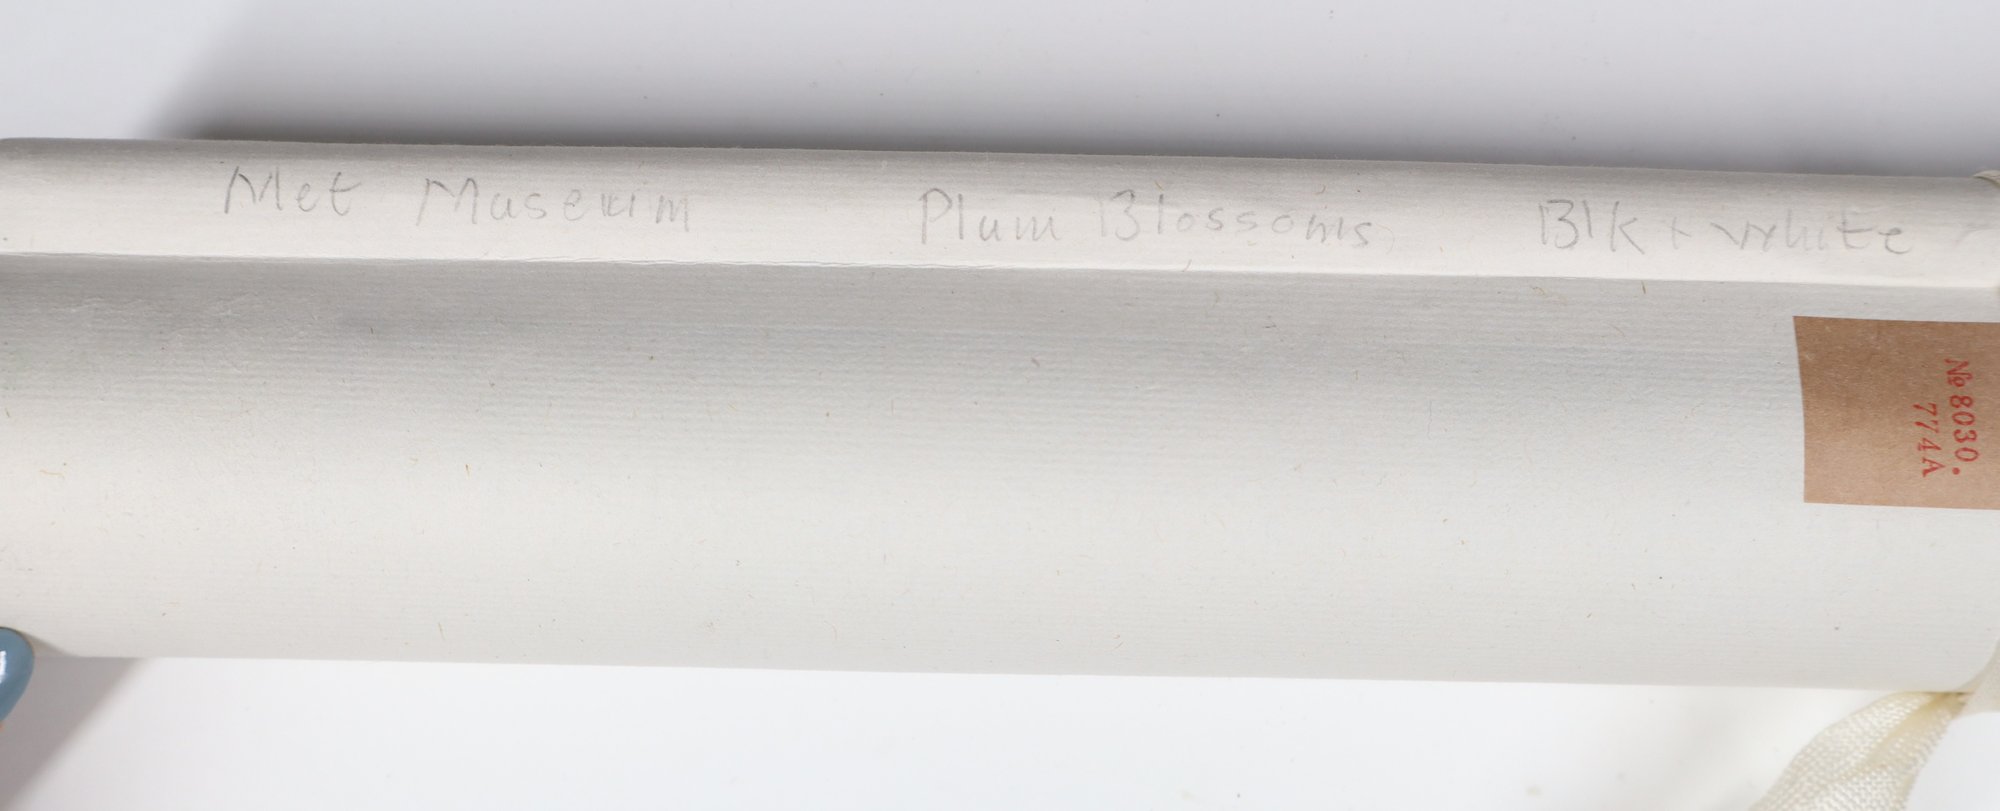 Met Museum Plum Blossoms Blk + White
№ 8030.
774A